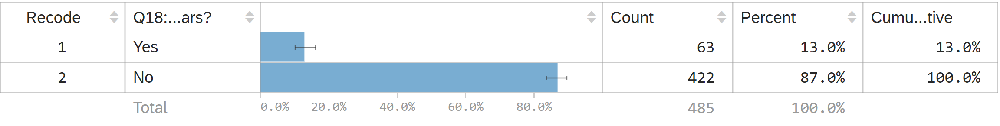 Recode Q18:...ars? Count Percent Cumu...tive
1 Yes 63 13.0% 13.0%
2 No 422 87.0% 100.0%
Total 0.0% 20.0% 40.0% 60.0% 80.0% 485 100.0%